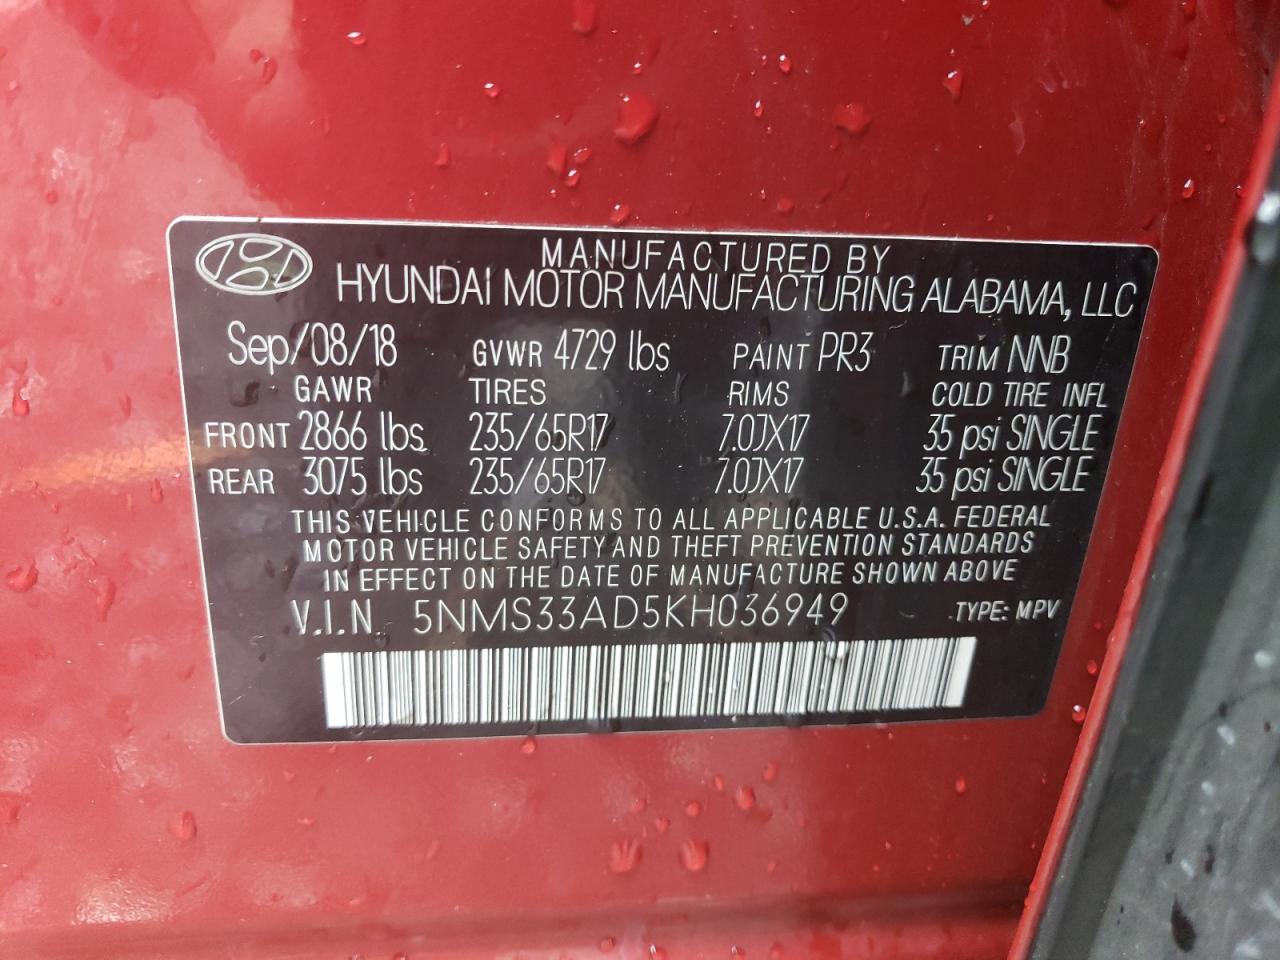 MANUFACTURED BY
HYUNDAI MOTOR MANUFACTURING ALABAMA, LLC
Sep/08/18 GVWR 4729 lbs PAINT PR3 TRIM NNB
GAWR TIRES RIMS COLD TIRE INFL
FRONT 2866 lbs 235/65R17 7.0JX17 35 psi SINGLE
REAR 3075 lbs 235/65R17 7.0JX17 35 psi SINGLE
THIS VEHICLE CONFORMS TO ALL APPLICABLE U.S.A. FEDERAL
MOTOR VEHICLE SAFETY AND THEFT PREVENTION STANDARDS
IN EFFECT ON THE DATE OF MANUFACTURE SHOWN ABOVE
V.I.N. 5NMS33AD5KH036949 TYPE: MPV